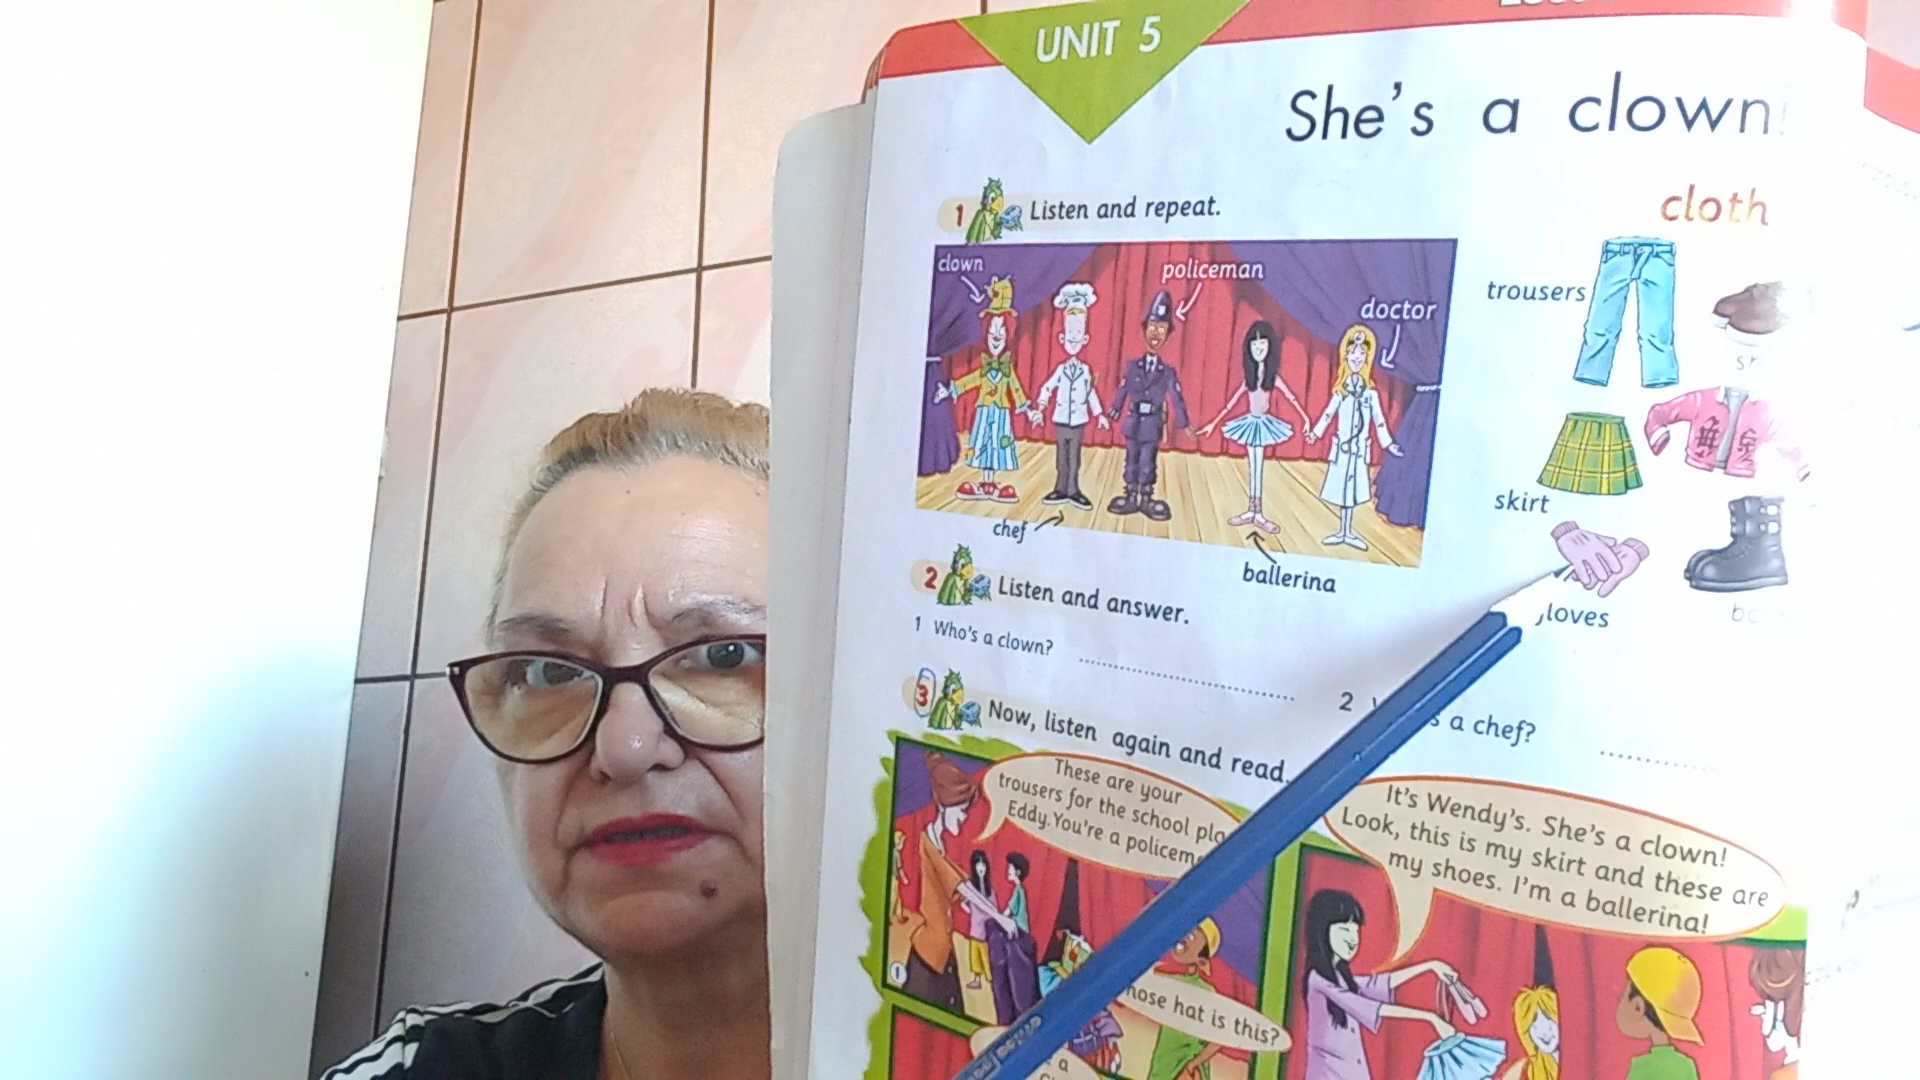 UNIT 5
She's a clown!
1 Listen and repeat.
clown
policeman
doctor
chef
ballerina
cloth
trousers
skirt
loves
2 Listen and answer.
1 Who's a clown?
2 a chef?
3 Now, listen again and read.
These are your
trousers for the school
Eddy. You're a
1
hat is this?
a
It's Wendy's. She's a clown!
Look, this is my skirt and these are
my shoes. I'm a ballerina!